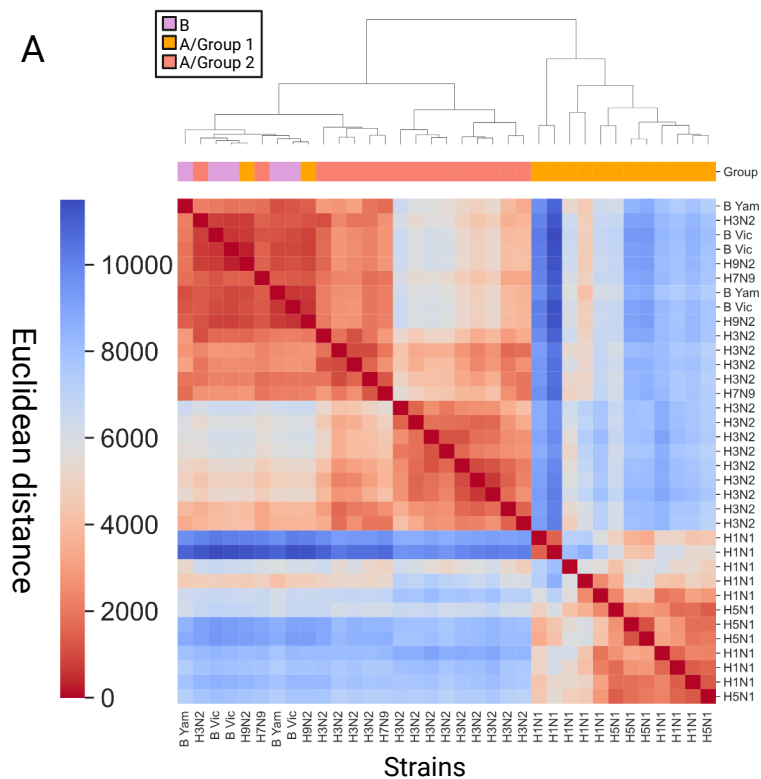 A
B
A/Group 1
A/Group 2
Group
Euclidean distance
10000
8000
6000
4000
2000
0
B Yam
H3N2
B Vic
B Vic
H9N2
H7N9
B Yam
B Vic
H9N2
H3N2
H3N2
H3N2
H3N2
H7N9
H3N2
H3N2
H3N2
H3N2
H3N2
H3N2
H3N2
H3N2
H3N2
H1N1
H1N1
H1N1
H1N1
H1N1
H5N1
H5N1
H5N1
H1N1
H1N1
H1N1
H5N1
B Yam
H3N2
B Vic
B Vic
H9N2
H7N9
B Yam
B Vic
H9N2
H3N2
H3N2
H3N2
H3N2
H7N9
H3N2
H3N2
H3N2
H3N2
H3N2
H3N2
H3N2
H3N2
H3N2
H1N1
H1N1
H1N1
H1N1
H1N1
H5N1
H5N1
H5N1
H1N1
H1N1
H1N1
H5N1
Strains